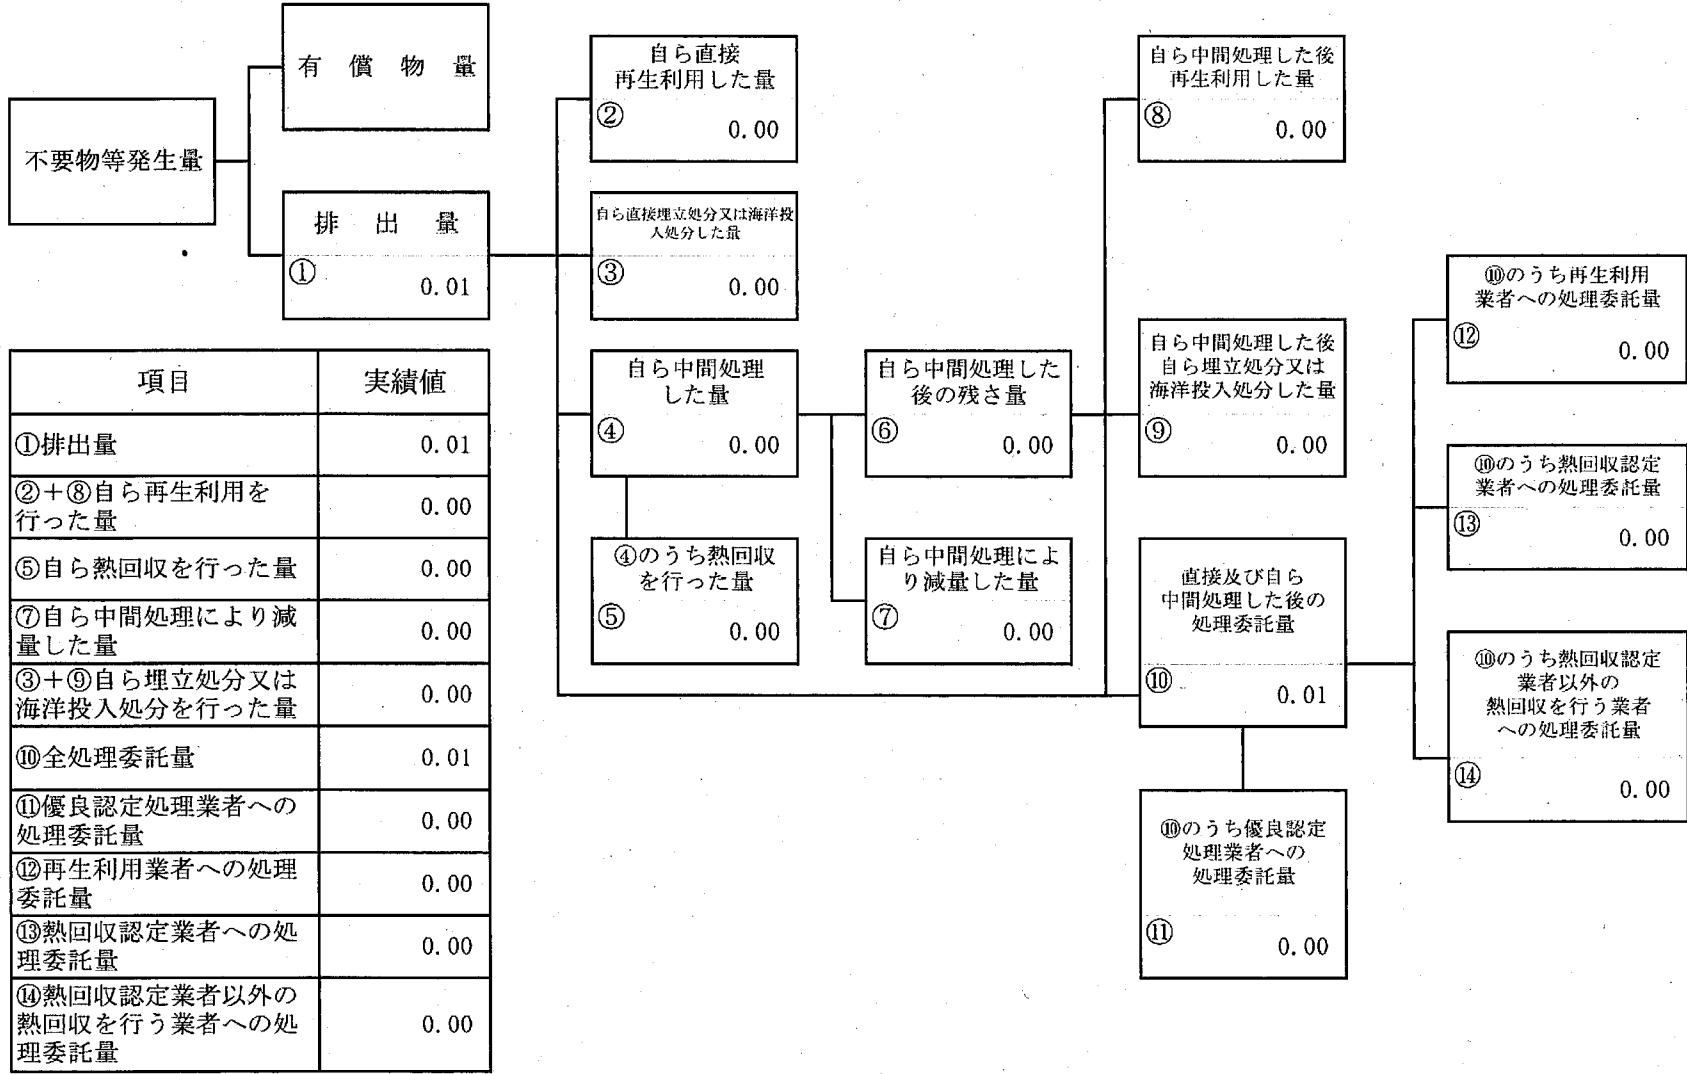 不要物等発生量
有償物量
排出量
① 0.01
自ら直接
再生利用した量
② 0.00
自ら直接埋立処分又は海洋投
入処分した量
③ 0.00
自ら中間処理
した量
④ 0.00
④のうち熱回収
を行った量
⑤ 0.00
自ら中間処理した
後の残さ量
⑥ 0.00
自ら中間処理によ
り減量した量
⑦ 0.00
自ら中間処理した後
再生利用した量
⑧ 0.00
自ら中間処理した後
自ら埋立処分又は
海洋投入処分した量
⑨ 0.00
直接及び自ら
中間処理した後の
処理委託量
⑩ 0.01
⑩のうち優良認定
処理業者への
処理委託量
⑪ 0.00
⑩のうち再生利用
業者への処理委託量
⑫ 0.00
⑩のうち熱回収認定
業者への処理委託量
⑬ 0.00
⑩のうち熱回収認定
業者以外の
熱回収を行う業者
への処理委託量
⑭ 0.00
項目 実績値
①排出量 0.01
②+⑧自ら再生利用を
行った量 0.00
⑤自ら熱回収を行った量 0.00
⑦自ら中間処理により減
量した量 0.00
③+⑨自ら埋立処分又は
海洋投入処分を行った量 0.00
⑩全処理委託量 0.01
⑪優良認定処理業者への
処理委託量 0.00
⑫再生利用業者への処理
委託量 0.00
⑬熱回収認定業者への処
理委託量 0.00
⑭熱回収認定業者以外の
熱回収を行う業者への処
理委託量 0.00